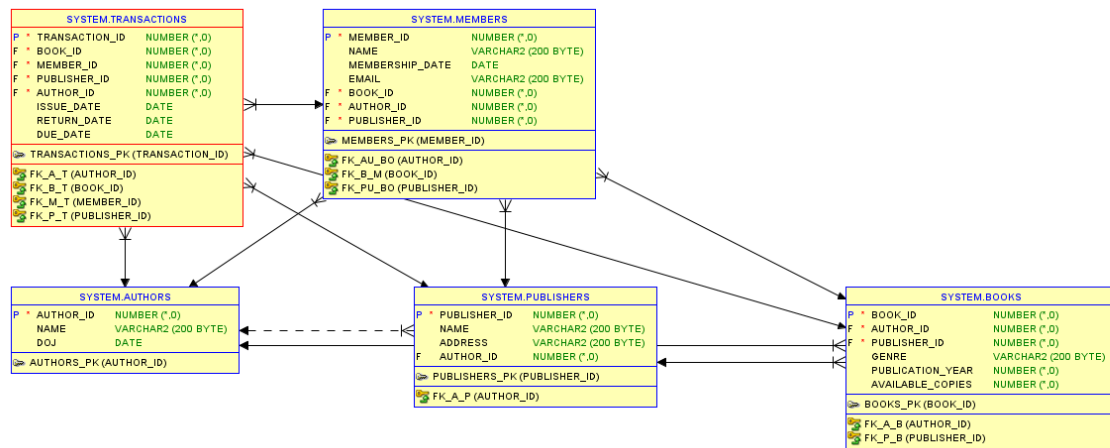 SYSTEM.TRANSACTIONS
P * TRANSACTION_ID NUMBER (*,0)
F * BOOK_ID NUMBER (*,0)
F * MEMBER_ID NUMBER (*,0)
F * PUBLISHER_ID NUMBER (*,0)
F * AUTHOR_ID NUMBER (*,0)
ISSUE_DATE DATE
RETURN_DATE DATE
DUE_DATE DATE
TRANSACTIONS_PK (TRANSACTION_ID)
FK_A_T (AUTHOR_ID)
FK_B_T (BOOK_ID)
FK_M_T (MEMBER_ID)
FK_P_T (PUBLISHER_ID)
SYSTEM.MEMBERS
P * MEMBER_ID NUMBER (*,0)
NAME VARCHAR2 (200 BYTE)
MEMBERSHIP_DATE DATE
EMAIL VARCHAR2 (200 BYTE)
F * BOOK_ID NUMBER (*,0)
F * AUTHOR_ID NUMBER (*,0)
F * PUBLISHER_ID NUMBER (*,0)
MEMBERS_PK (MEMBER_ID)
FK_AU_BO (AUTHOR_ID)
FK_B_M (BOOK_ID)
FK_PU_BO (PUBLISHER_ID)
SYSTEM.AUTHORS
P * AUTHOR_ID NUMBER (*,0)
NAME VARCHAR2 (200 BYTE)
DOJ DATE
AUTHORS_PK (AUTHOR_ID)
SYSTEM.PUBLISHERS
P * PUBLISHER_ID NUMBER (*,0)
NAME VARCHAR2 (200 BYTE)
ADDRESS VARCHAR2 (200 BYTE)
F AUTHOR_ID NUMBER (*,0)
PUBLISHERS_PK (PUBLISHER_ID)
FK_A_P (AUTHOR_ID)
SYSTEM.BOOKS
P * BOOK_ID NUMBER (*,0)
F * AUTHOR_ID NUMBER (*,0)
F * PUBLISHER_ID NUMBER (*,0)
GENRE VARCHAR2 (200 BYTE)
PUBLICATION_YEAR NUMBER (*,0)
AVAILABLE_COPIES NUMBER (*,0)
BOOKS_PK (BOOK_ID)
FK_A_B (AUTHOR_ID)
FK_P_B (PUBLISHER_ID)